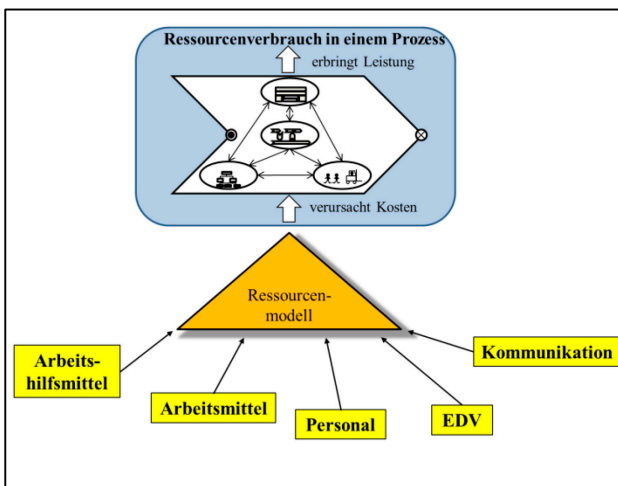 Ressourcenverbrauch in einem Prozess
erbringt Leistung
verursacht Kosten
Ressourcen-
modell
Arbeits-
hilfsmittel
Arbeitsmittel
Personal
EDV
Kommunikation